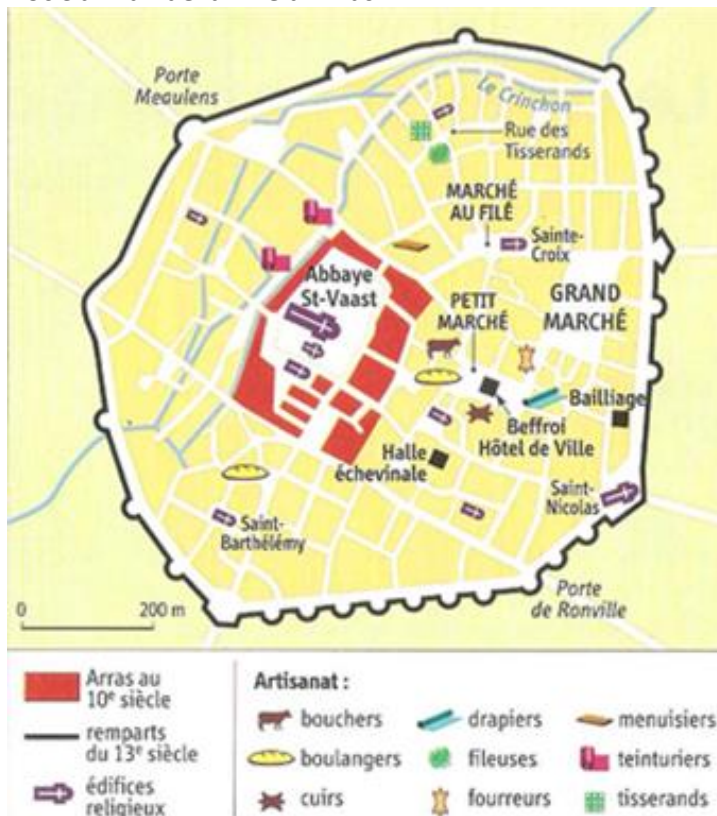 Porte
Meaulens
Le Crinchon
Rue des
Tisserands
MARCHÉ
AU FILÉ
Sainte-
Croix
Abbaye
St-Vaast
PETIT
MARCHÉ
GRAND
MARCHÉ
Bailliage
Beffroi
Hôtel de Ville
Halle
échevinale
Saint-
Nicolas
Saint-
Barthélémy
0 200 m
Porte
de Ronville
Arras au
10e siècle
remparts
du 13e siècle
édifices
religieux
Artisanat :
bouchers
drapiers
menuisiers
boulangers
fileuses
teinturiers
cuirs
fourreurs
tisserands